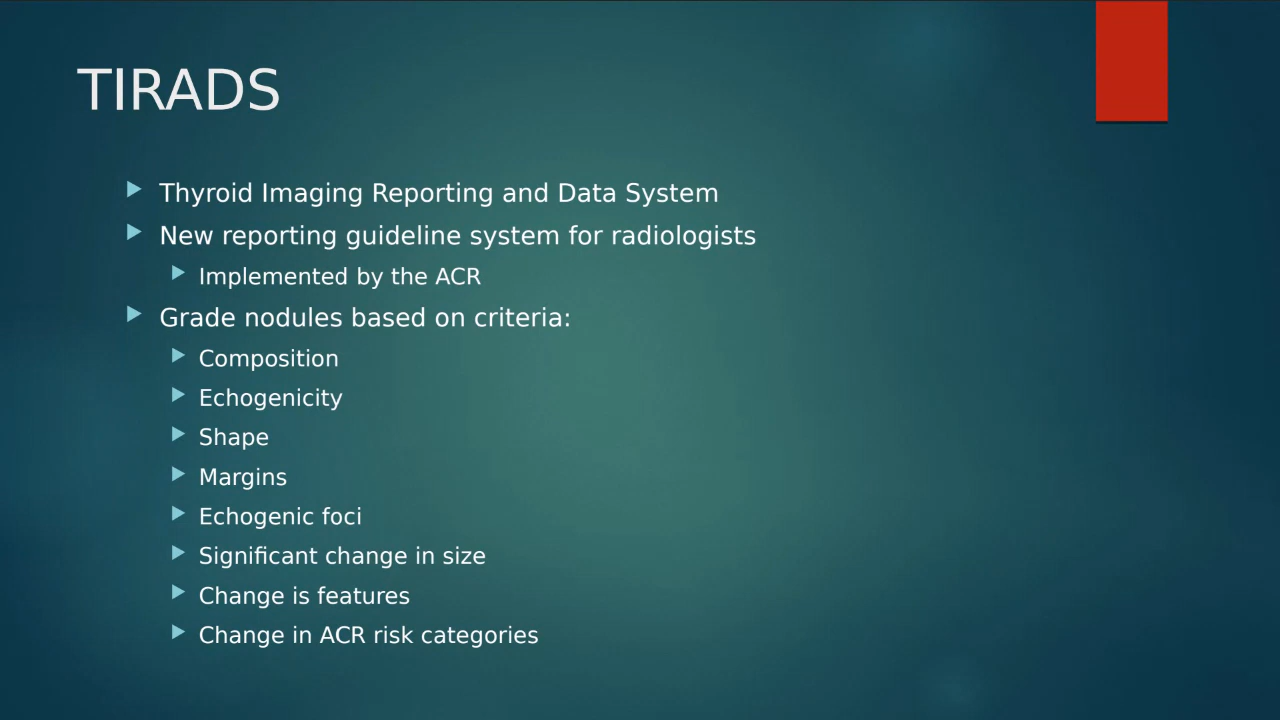 TIRADS
Thyroid Imaging Reporting and Data System
New reporting guideline system for radiologists
Implemented by the ACR
Grade nodules based on criteria:
Composition
Echogenicity
Shape
Margins
Echogenic foci
Significant change in size
Change is features
Change in ACR risk categories